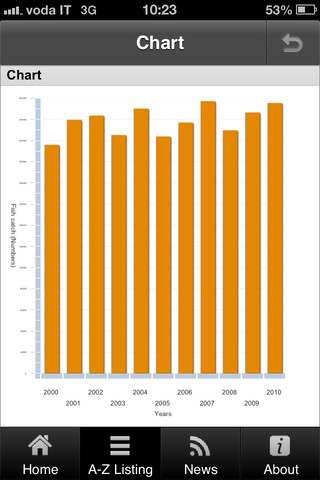 voda IT 3G 10:23 53%
Chart
Chart
Fish catch (Numbers)
2000 2002 2004 2006 2008 2010
2001 2003 2005 2007 2009
Years
Home A-Z Listing News About